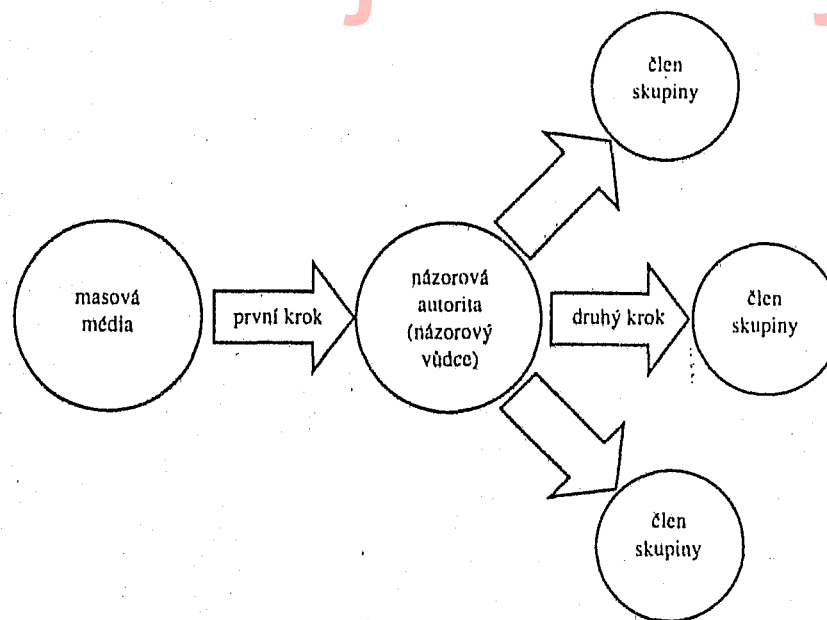 člen
skupiny
masová
média
první krok
názorová
autorita
(názorový
vůdce)
druhý krok
člen
skupiny
člen
skupiny